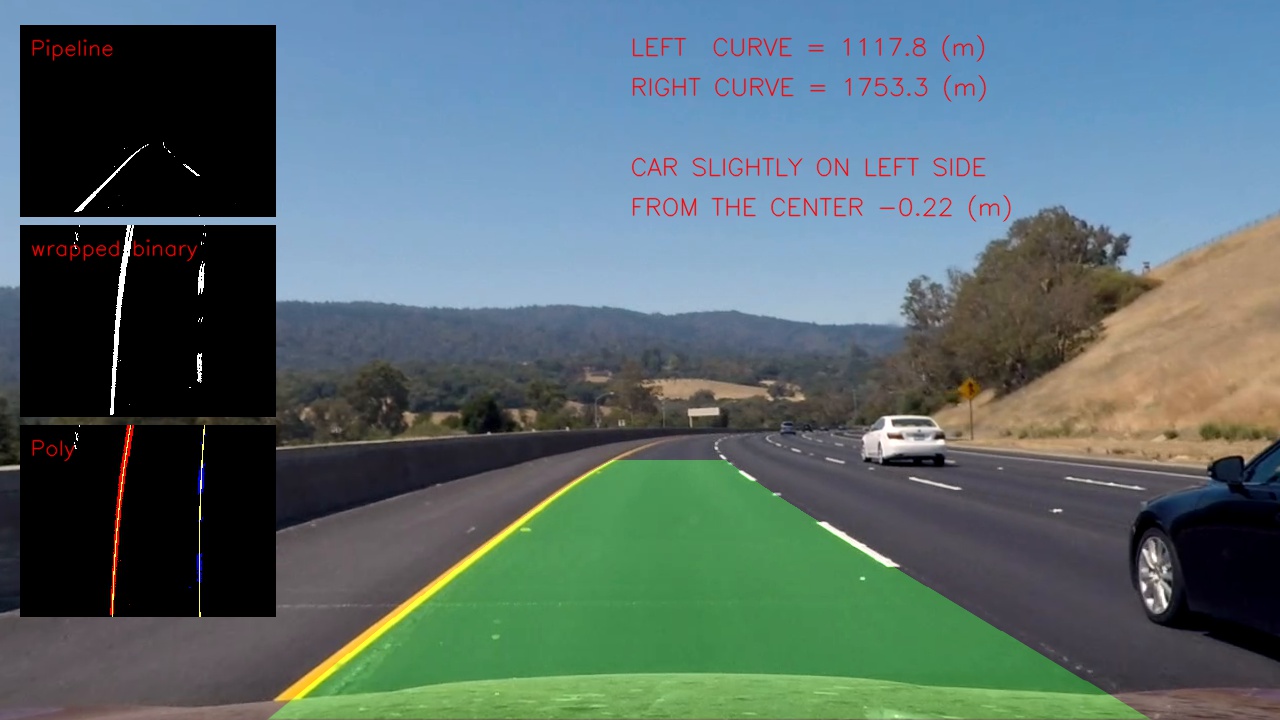 Pipeline
wrapped binary
Poly
LEFT CURVE = 1117.8 (m)
RIGHT CURVE = 1753.3 (m)
CAR SLIGHTLY ON LEFT SIDE
FROM THE CENTER -0.22 (m)